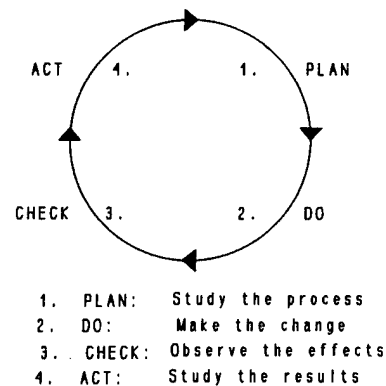 ACT 4. 1. PLAN
CHECK 3. 2. DO
1. PLAN: Study the process
2. DO: Make the change
3. CHECK: Observe the effects
4. ACT: Study the results